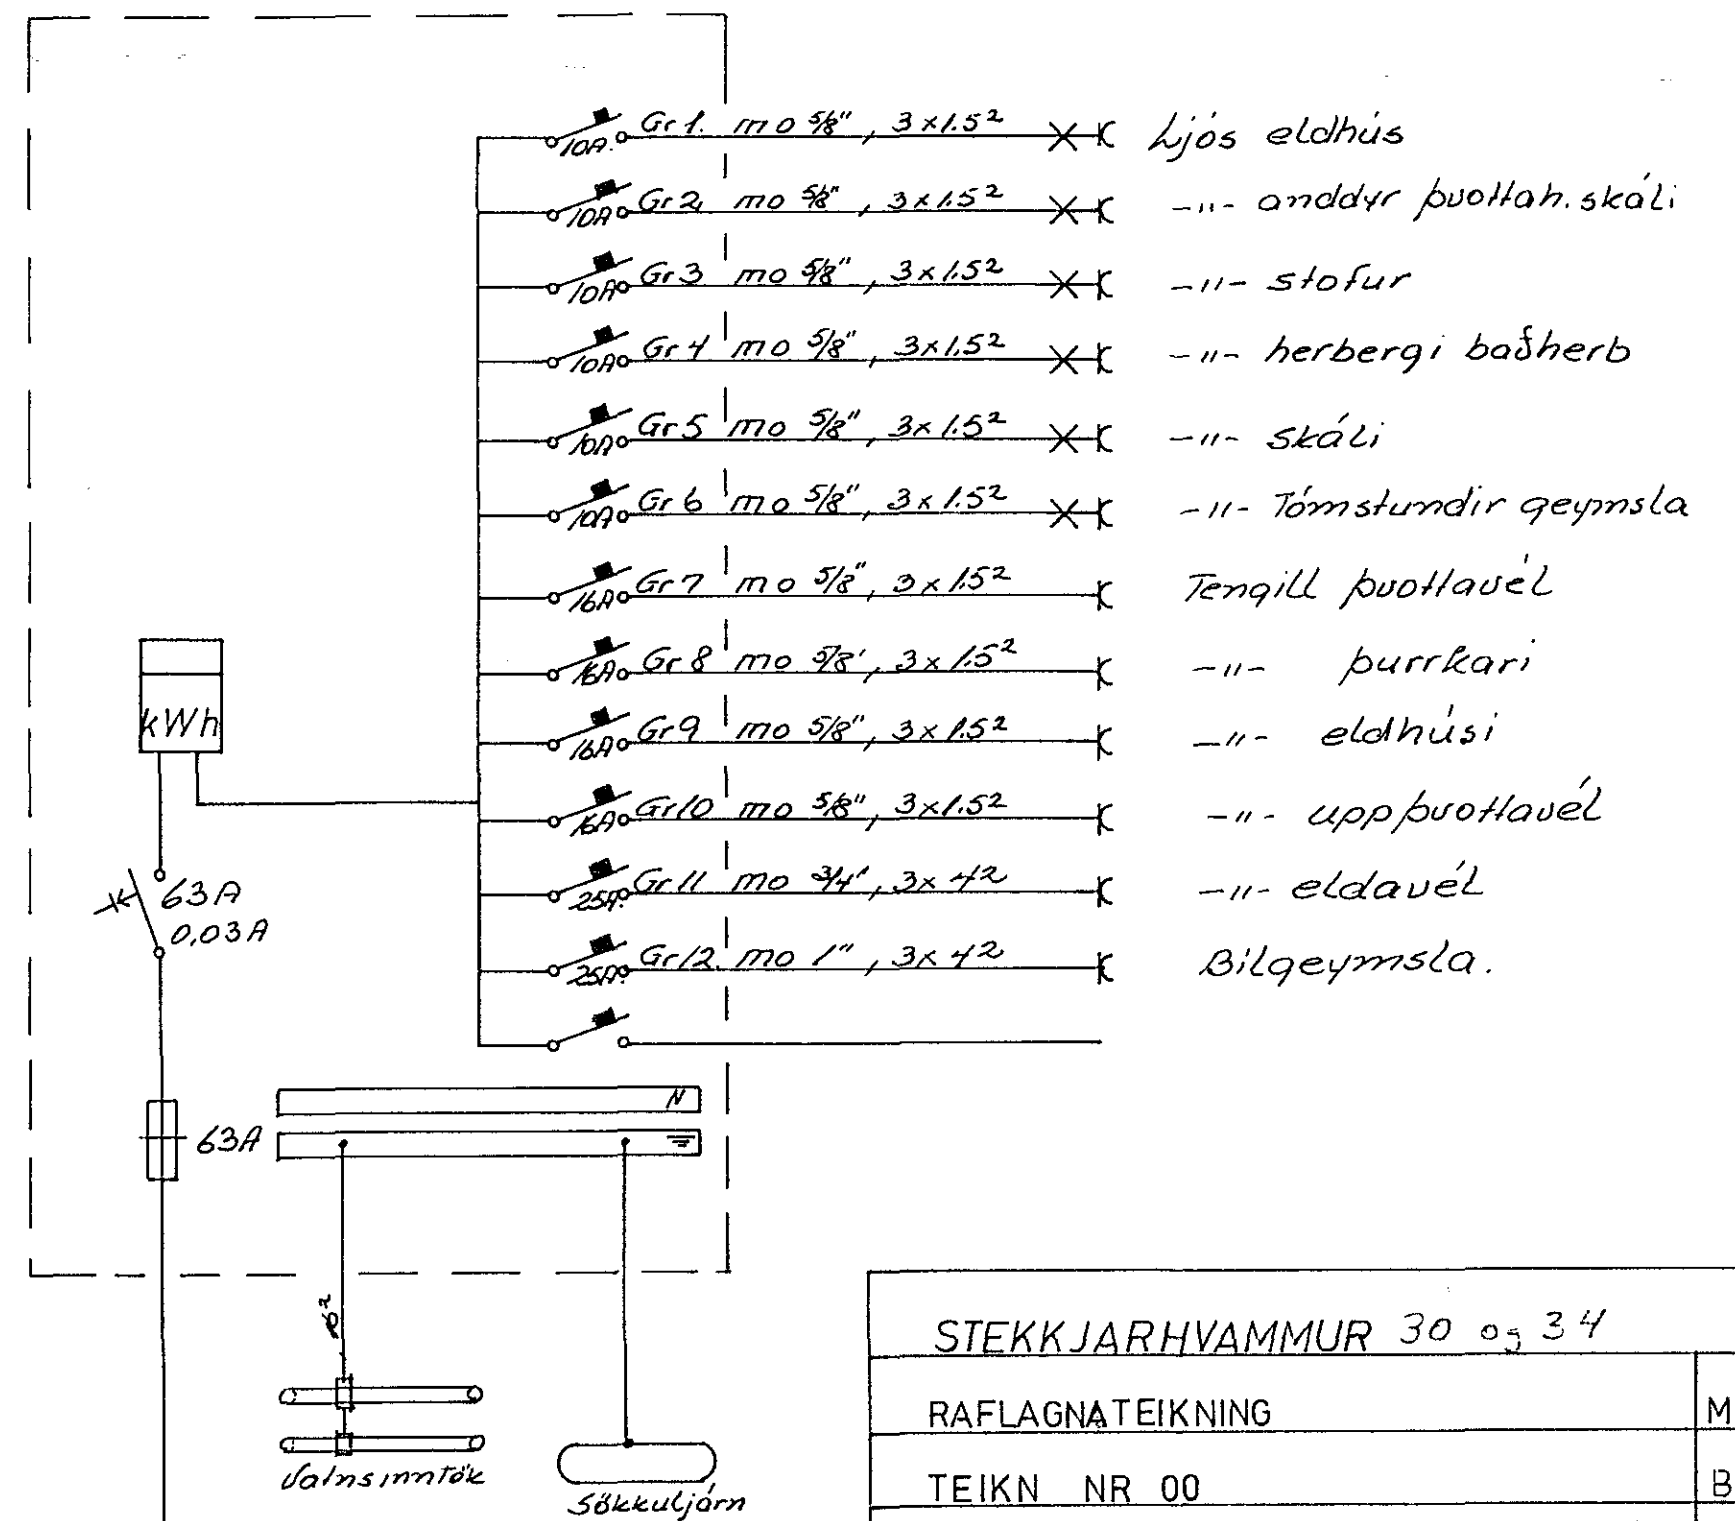 10A. Gr 1. mo 5/8", 3x1.5² Ljós eldhús
10A Gr 2, mo 5/8", 3x1.5² -"- anddyr þvottah. skáli
10A Gr 3 mo 5/8", 3x1.5² -"- stofur
10A Gr 4 mo 5/8", 3x1.5² -"- herbergi baðherb
10A Gr 5 mo 5/8", 3x1.5² -"- skáli
10A Gr 6 mo 5/8", 3x1.5² -"- Tómstundir geymsla
16A Gr 7 mo 5/8", 3x1.5² Tengill þvottavél
16A Gr 8 mo 5/8', 3x1.5² -"- þurrkari
16A Gr 9 mo 5/8", 3x1.5² -"- eldhúsi
16A Gr 10 mo 5/8", 3x1.5² -"- uppþvottavél
25A. Gr 11 mo 3/4', 3x4² -"- eldavél
25A. Gr 12. mo 1", 3x4² Bílgeymsla.
kWh
63A
0,03A
63A
N
6²
Vatnsinntök
Sökkuljárn
STEKKJARHVAMMUR 30 og 34
RAFLAGNATEIKNING M
TEIKN NR 00 B